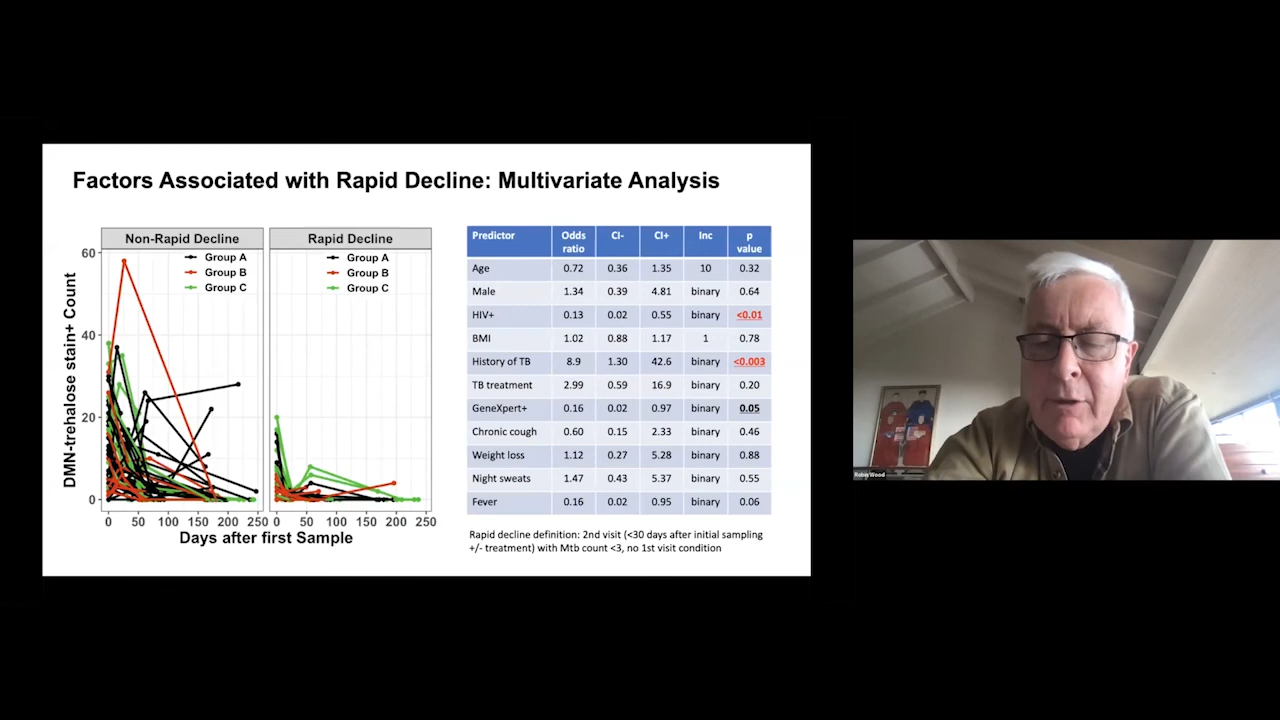 Factors Associated with Rapid Decline: Multivariate Analysis
Non-Rapid Decline
Rapid Decline
Group A
Group B
Group C
Group A
Group B
Group C
DMN-trehalose stain+ Count
60
40
20
0
0 50 100 150 200 250
0 50 100 150 200 250
Days after first Sample
Predictor Odds ratio CI- CI+ Inc p value
Age 0.72 0.36 1.35 10 0.32
Male 1.34 0.39 4.81 binary 0.64
HIV+ 0.13 0.02 0.55 binary <0.01
BMI 1.02 0.88 1.17 1 0.78
History of TB 8.9 1.30 42.6 binary <0.003
TB treatment 2.99 0.59 16.9 binary 0.20
GeneXpert+ 0.16 0.02 0.97 binary 0.05
Chronic cough 0.60 0.15 2.33 binary 0.46
Weight loss 1.12 0.27 5.28 binary 0.88
Night sweats 1.47 0.43 5.37 binary 0.55
Fever 0.16 0.02 0.95 binary 0.06
Rapid decline definition: 2nd visit (<30 days after initial sampling
+/- treatment) with Mtb count <3, no 1st visit condition
Robin Wood